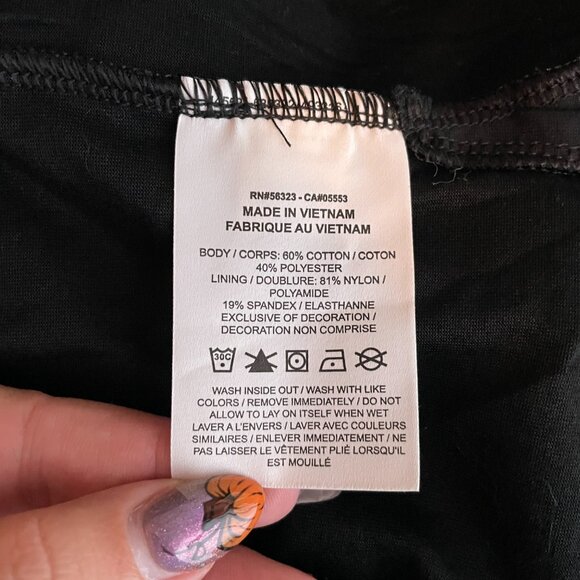 RN#56323 - CA#05553
MADE IN VIETNAM
FABRIQUE AU VIETNAM
BODY / CORPS: 60% COTTON / COTON
40% POLYESTER
LINING / DOUBLURE: 81% NYLON /
POLYAMIDE
19% SPANDEX / ELASTHANNE
EXCLUSIVE OF DECORATION /
DECORATION NON COMPRISE
30C
WASH INSIDE OUT / WASH WITH LIKE
COLORS / REMOVE IMMEDIATELY / DO NOT
ALLOW TO LAY ON ITSELF WHEN WET
LAVER A L'ENVERS / LAVER AVEC COULEURS
SIMILAIRES / ENLEVER IMMEDIATEMENT / NE
PAS LAISSER LE VÊTEMENT PLIÉ LORSQU'IL
EST MOUILLÉ